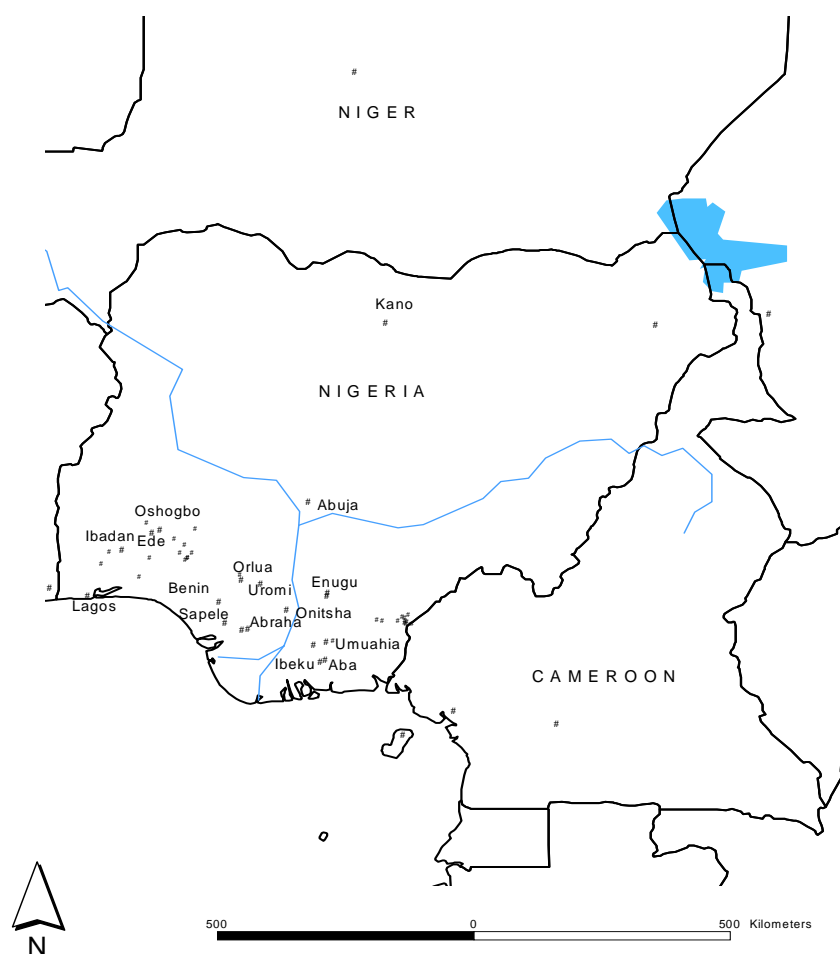 NIGER
Kano
NIGERIA
Abuja
Oshogbo
Ibadan
Ede
Orlua
Enugu
Benin
Uromi
Lagos
Sapele
Abraha
Onitsha
Umuahia
Ibeku
Aba
CAMEROON
N
500
0
500 Kilometers